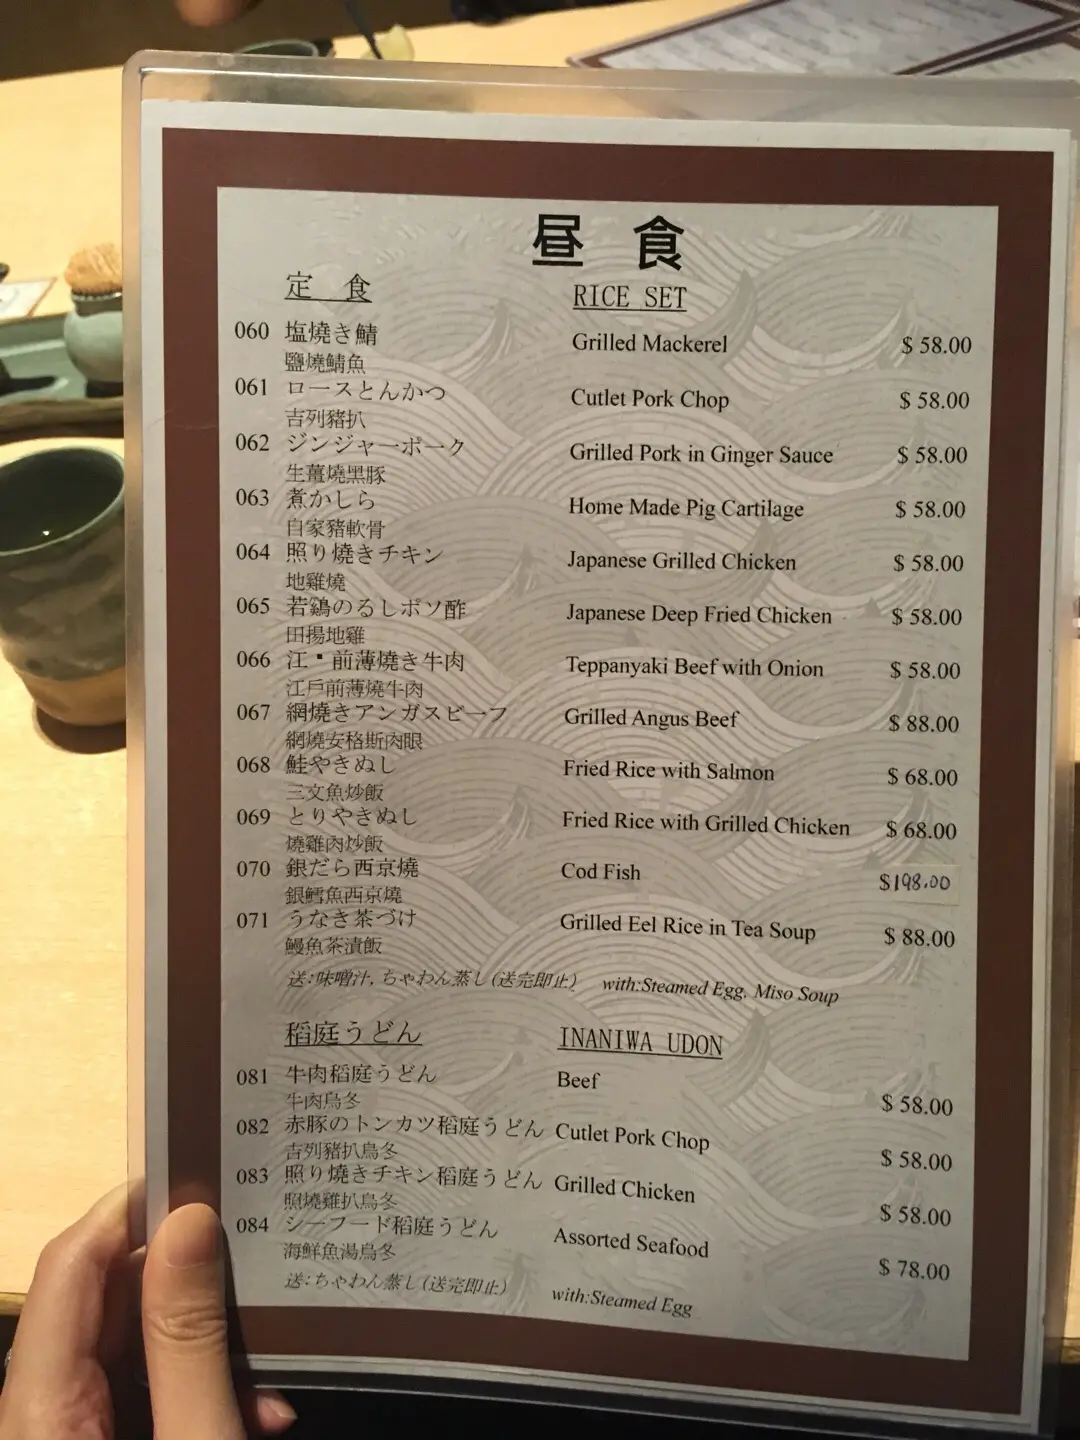 昼 食
定 食 RICE SET
060 塩燒き鯖 Grilled Mackerel $ 58.00
鹽燒鯖魚
061 ロースとんかつ Cutlet Pork Chop $ 58.00
吉列豬扒
062 ジンジャーポーク Grilled Pork in Ginger Sauce $ 58.00
生薑燒黑豚
063 煮かしら Home Made Pig Cartilage $ 58.00
自家豬軟骨
064 照り燒きチキン Japanese Grilled Chicken $ 58.00
地雞燒
065 若鷄のるしポソ酢 Japanese Deep Fried Chicken $ 58.00
田揚地雞
066 江▪前薄燒き牛肉 Teppanyaki Beef with Onion $ 58.00
江戶前薄燒牛肉
067 網燒きアンガスビーフ Grilled Angus Beef $ 88.00
網燒安格斯肉眼
068 鮭やきぬし Fried Rice with Salmon $ 68.00
三文魚炒飯
069 とりやきぬし Fried Rice with Grilled Chicken $ 68.00
燒雞肉炒飯
070 銀だら西京燒 Cod Fish $198.00
銀鱈魚西京燒
071 うなき茶づけ Grilled Eel Rice in Tea Soup $ 88.00
鰻魚茶漬飯
送:味噌汁,ちゃわん蒸し(送完即止) with:Steamed Egg, Miso Soup
稻庭うどん INANIWA UDON
081 牛肉稻庭うどん Beef $ 58.00
牛肉烏冬
082 赤豚のトンカツ稻庭うどん Cutlet Pork Chop $ 58.00
吉列豬扒烏冬
083 照り燒きチキン稻庭うどん Grilled Chicken $ 58.00
照燒雞扒烏冬
084 シーフード稻庭うどん Assorted Seafood $ 78.00
海鮮魚湯烏冬
送:ちゃわん蒸し(送完即止) with:Steamed Egg